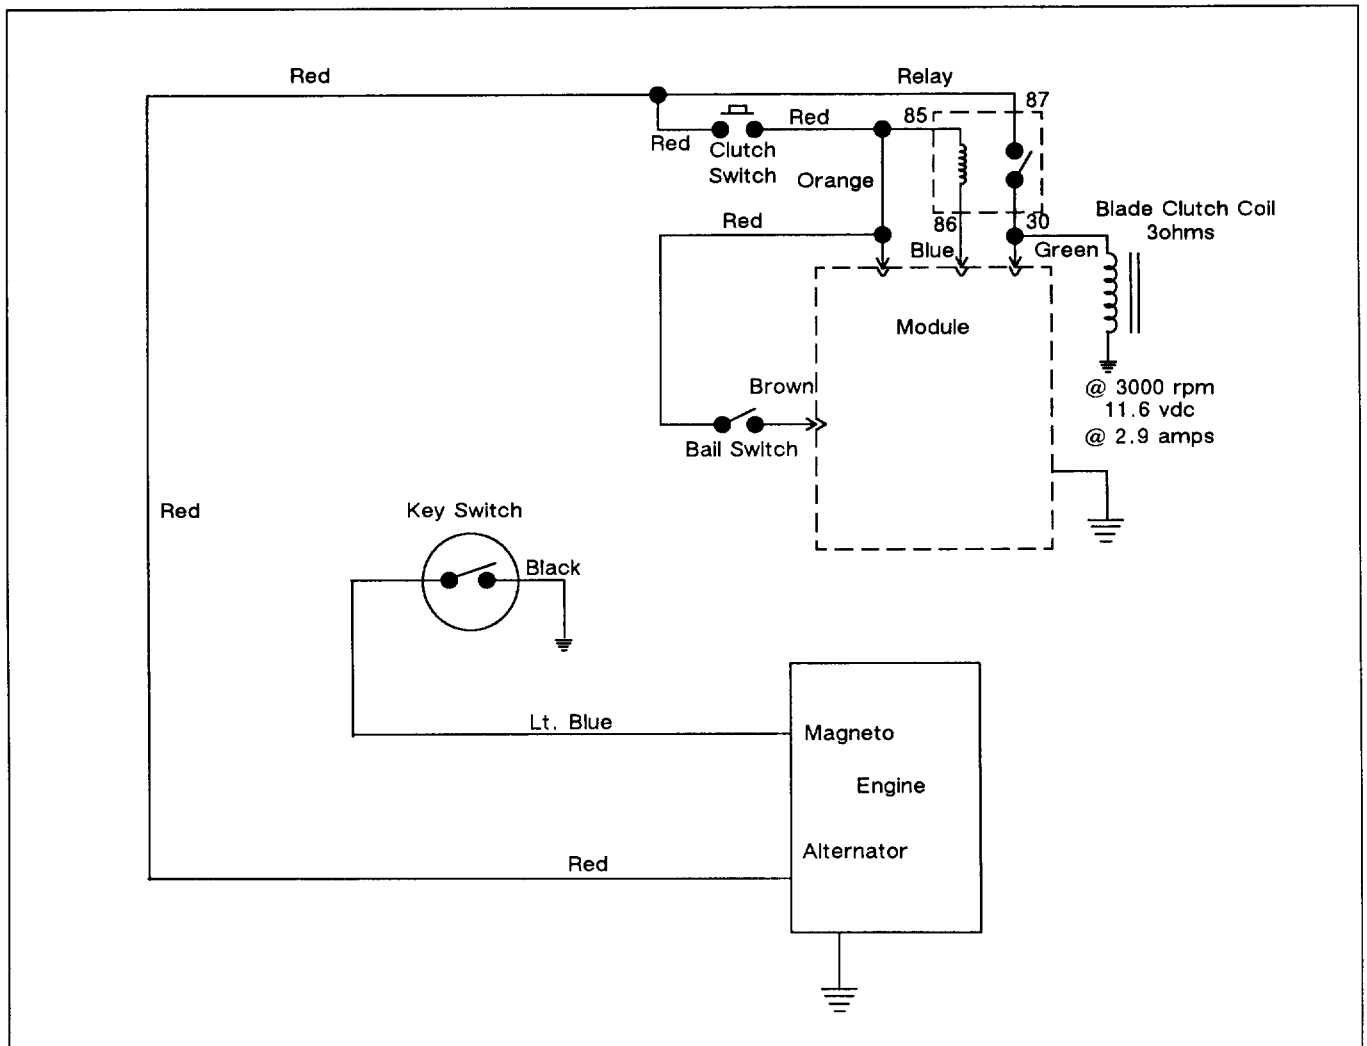 Red
Relay
87
Red
85
Red
Clutch
Switch
Orange
Red
86
30
Blue
Green
Blade Clutch Coil
3ohms
Module
Brown
@ 3000 rpm
11.6 vdc
@ 2.9 amps
Bail Switch
Red
Key Switch
Black
Lt. Blue
Magneto
Engine
Alternator
Red